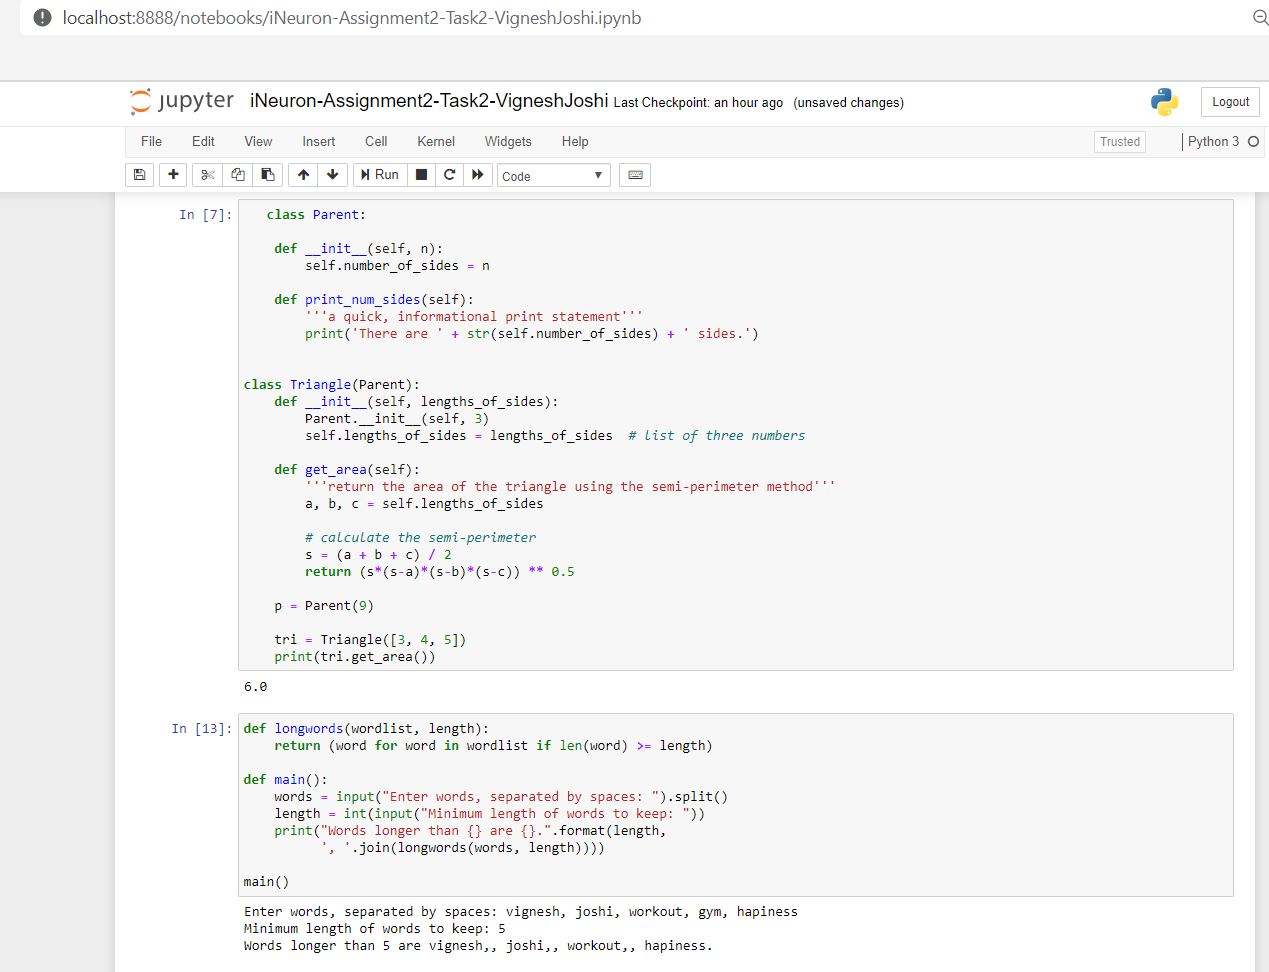 localhost:8888/notebooks/iNeuron-Assignment2-Task2-VigneshJoshi.ipynb
jupyter iNeuron-Assignment2-Task2-VigneshJoshi Last Checkpoint: an hour ago (unsaved changes) Logout
File Edit View Insert Cell Kernel Widgets Help Trusted Python 3
Run Code
In [7]: class Parent:
def __init__(self, n):
self.number_of_sides = n
def print_num_sides(self):
'''a quick, informational print statement'''
print('There are ' + str(self.number_of_sides) + ' sides.')
class Triangle(Parent):
def __init__(self, lengths_of_sides):
Parent.__init__(self, 3)
self.lengths_of_sides = lengths_of_sides # list of three numbers
def get_area(self):
'''return the area of the triangle using the semi-perimeter method'''
a, b, c = self.lengths_of_sides
# calculate the semi-perimeter
s = (a + b + c) / 2
return (s*(s-a)*(s-b)*(s-c)) ** 0.5
p = Parent(9)
tri = Triangle([3, 4, 5])
print(tri.get_area())
6.0
In [13]: def longwords(wordlist, length):
return (word for word in wordlist if len(word) >= length)
def main():
words = input("Enter words, separated by spaces: ").split()
length = int(input("Minimum length of words to keep: "))
print("Words longer than {} are {}.".format(length,
', '.join(longwords(words, length))))
main()
Enter words, separated by spaces: vignesh, joshi, workout, gym, hapiness
Minimum length of words to keep: 5
Words longer than 5 are vignesh,, joshi,, workout,, hapiness.